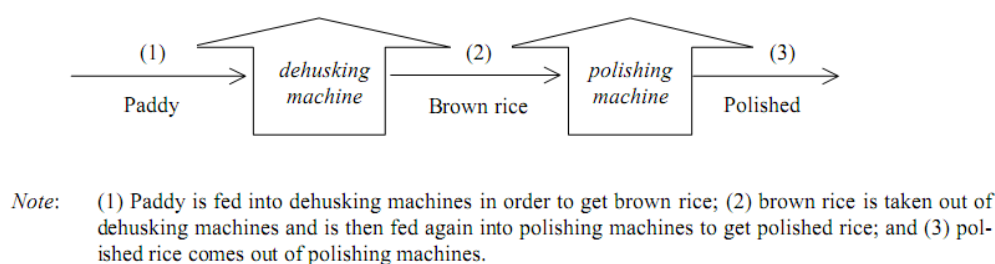 (1)
dehusking
machine
(2)
polishing
machine
(3)
Paddy
Brown rice
Polished
Note: (1) Paddy is fed into dehusking machines in order to get brown rice; (2) brown rice is taken out of
dehusking machines and is then fed again into polishing machines to get polished rice; and (3) pol-
ished rice comes out of polishing machines.